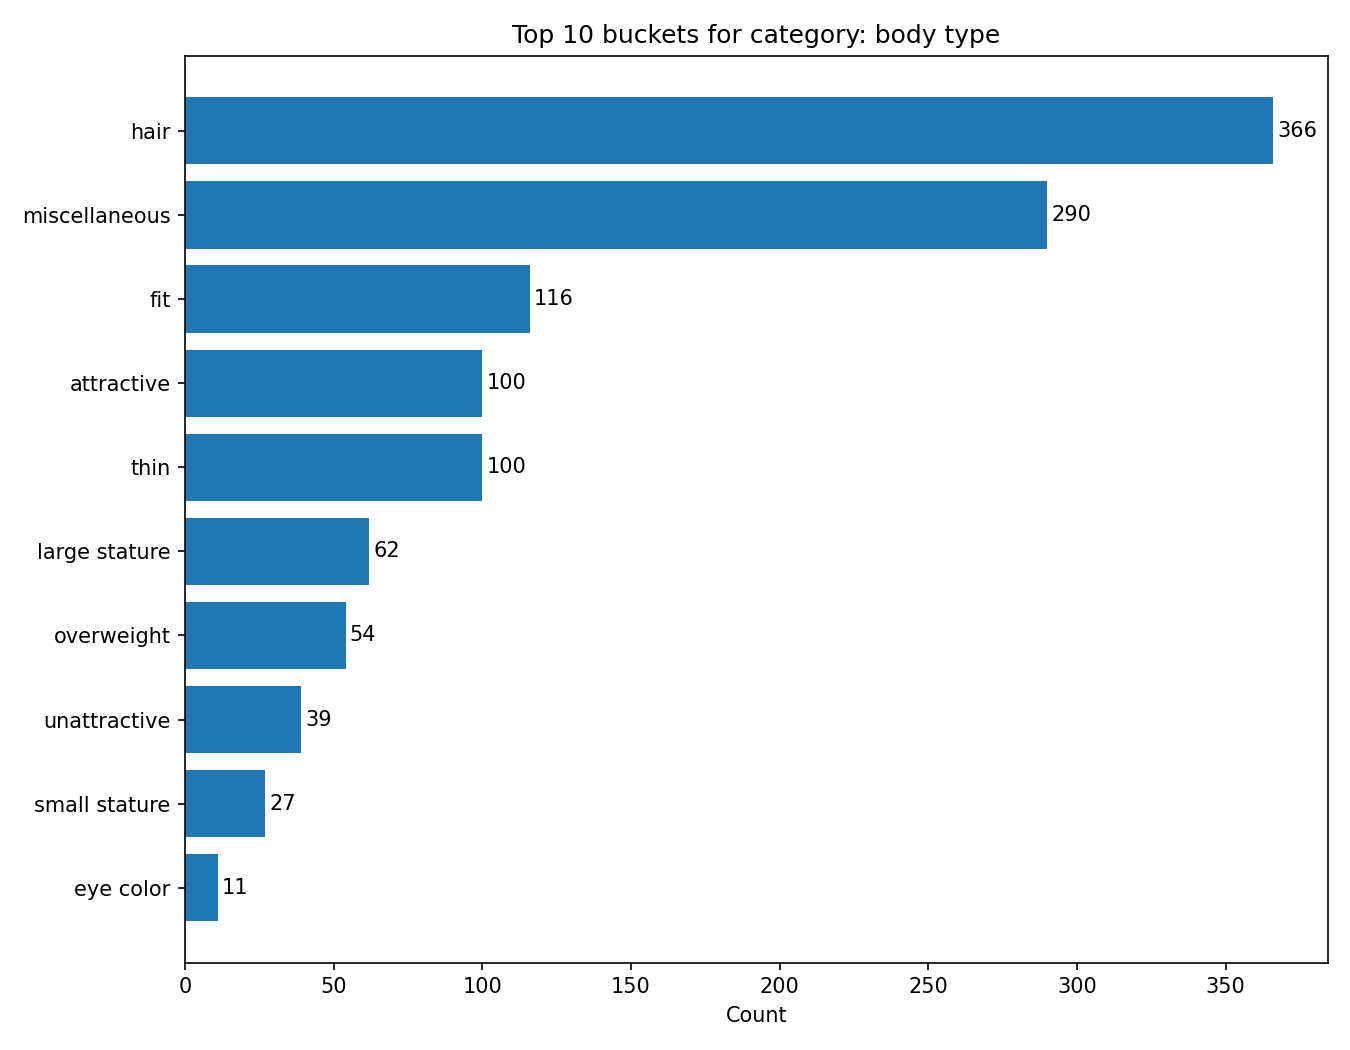 Top 10 buckets for category: body type
hair 366
miscellaneous 290
fit 116
attractive 100
thin 100
large stature 62
overweight 54
unattractive 39
small stature 27
eye color 11
0 50 100 150 200 250 300 350
Count